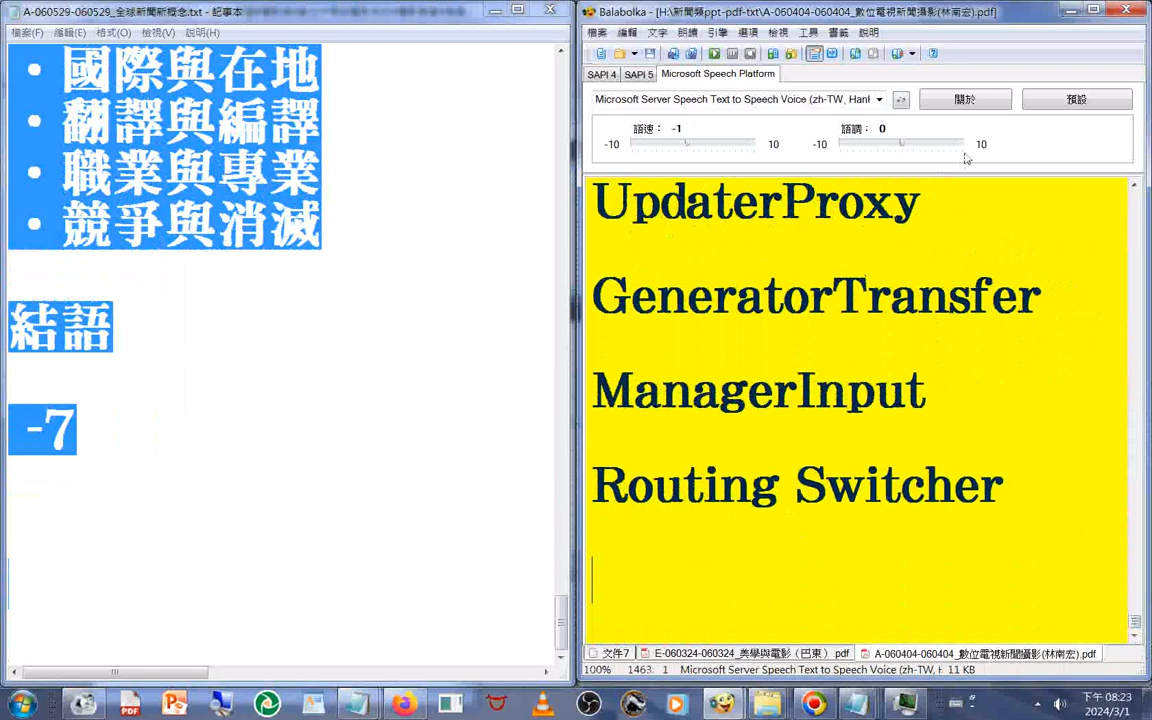 A-060529-060529_全球新聞新概念.txt - 記事本
檔案(F) 編輯(E) 格式(O) 檢視(V) 說明(H)
• 國際與在地
• 翻譯與編譯
• 職業與專業
• 競爭與消滅
結語
-7
Balabolka - [H:\新聞類ppt-pdf-txt\A-060404-060404_數位電視新聞攝影(林南宏).pdf]
檔案 編輯 文字 朗讀 引擎 檢視 選項 工具 書籤 說明
SAPI 4 SAPI 5 Microsoft Speech Platform
Microsoft Server Speech Text to Speech Voice (zh-TW, Hanl 關於 預設
語速： -1 語調： 0
-10 10 -10 10
UpdaterProxy
GeneratorTransfer
ManagerInput
Routing Switcher
文件7 E-060324-060324_美學與電影（巴東）.pdf A-060404-060404_數位電視新聞攝影(林南宏).pdf
100% 1463: 1 Microsoft Server Speech Text to Speech Voice (zh-TW, H 11 KB
PDF
下午 08:23
2024/3/1